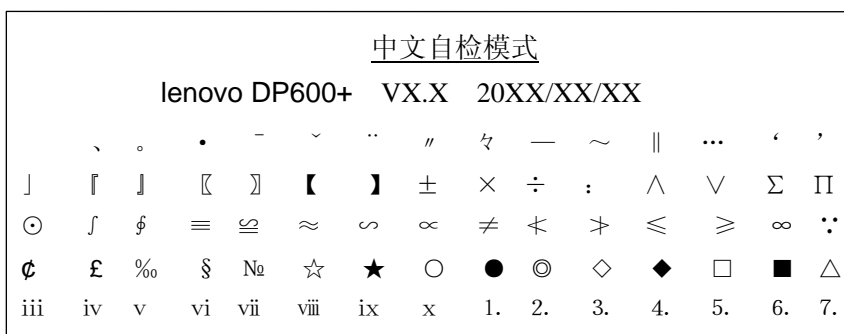 中文自检模式
lenovo DP600+ VX.X 20XX/XX/XX
、 。 • ˉ ˇ ¨ 〃 々 — ～ ‖ … ‘ ’
」 『 』 〖 〗 【 】 ± × ÷ ∶ ∧ ∨ ∑ ∏
⊙ ∫ ∮ ≡ ≌ ≈ ∽ ∝ ≠ ≮ ≯ ≤ ≥ ∞ ∵
¢ £ ‰ § № ☆ ★ ○ ● ◎ ◇ ◆ □ ■ △
ⅲ ⅳ ⅴ ⅵ ⅶ ⅷ ⅸ ⅹ ⒈ ⒉ ⒊ ⒋ ⒌ ⒍ ⒎